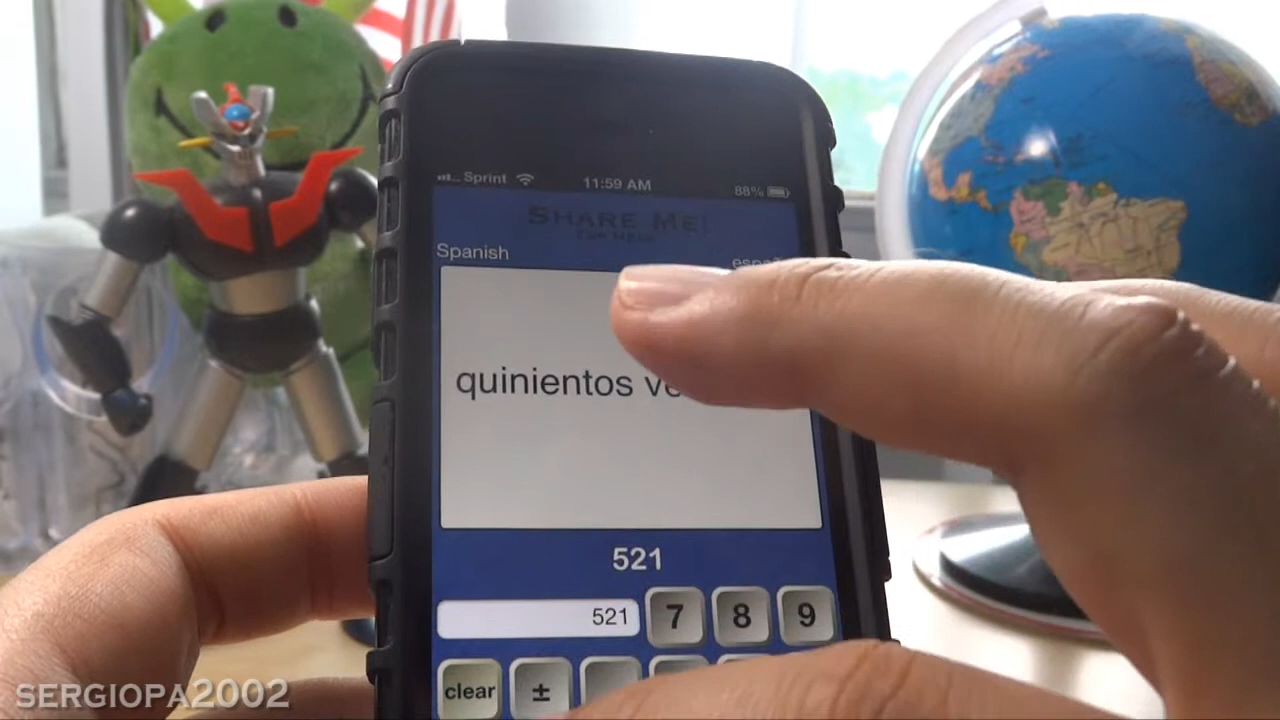 Sprint 11:59 AM 88%
SHARE ME!
Spanish
quinientos
521
521 7 8 9
clear ±
SERGIOPA2002